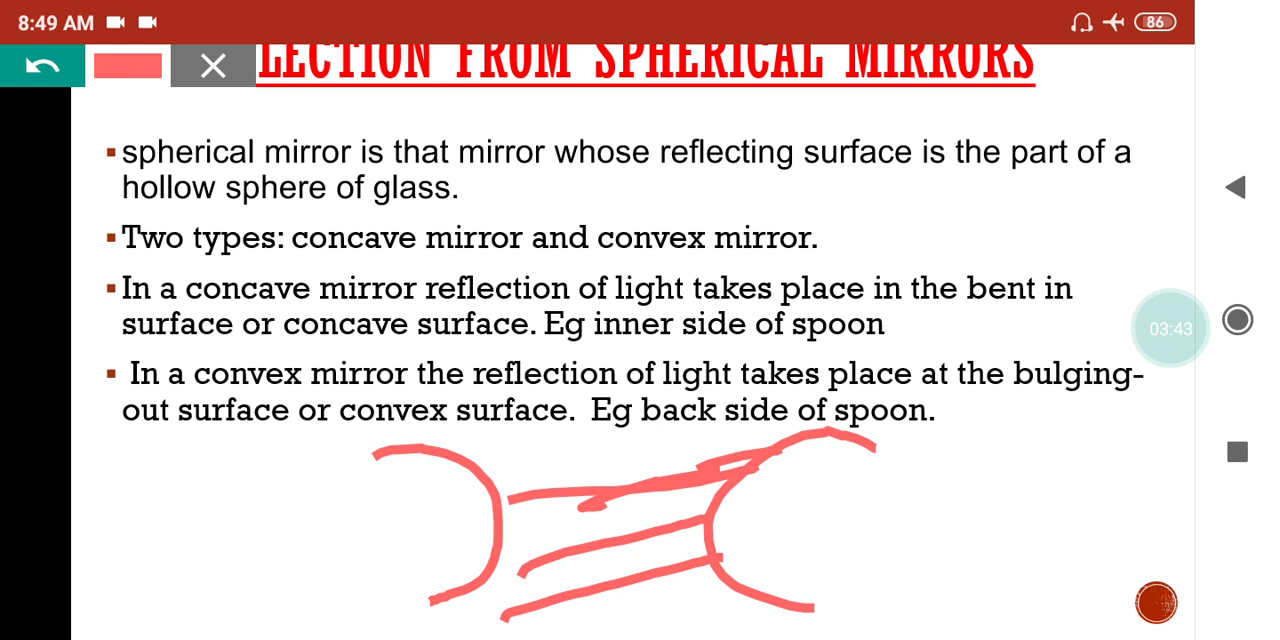 8:49 AM
86
LECTION FROM SPHERICAL MIRRORS
spherical mirror is that mirror whose reflecting surface is the part of a
hollow sphere of glass.
Two types: concave mirror and convex mirror.
In a concave mirror reflection of light takes place in the bent in
surface or concave surface. Eg inner side of spoon
03:43
In a convex mirror the reflection of light takes place at the bulging-
out surface or convex surface. Eg back side of spoon.